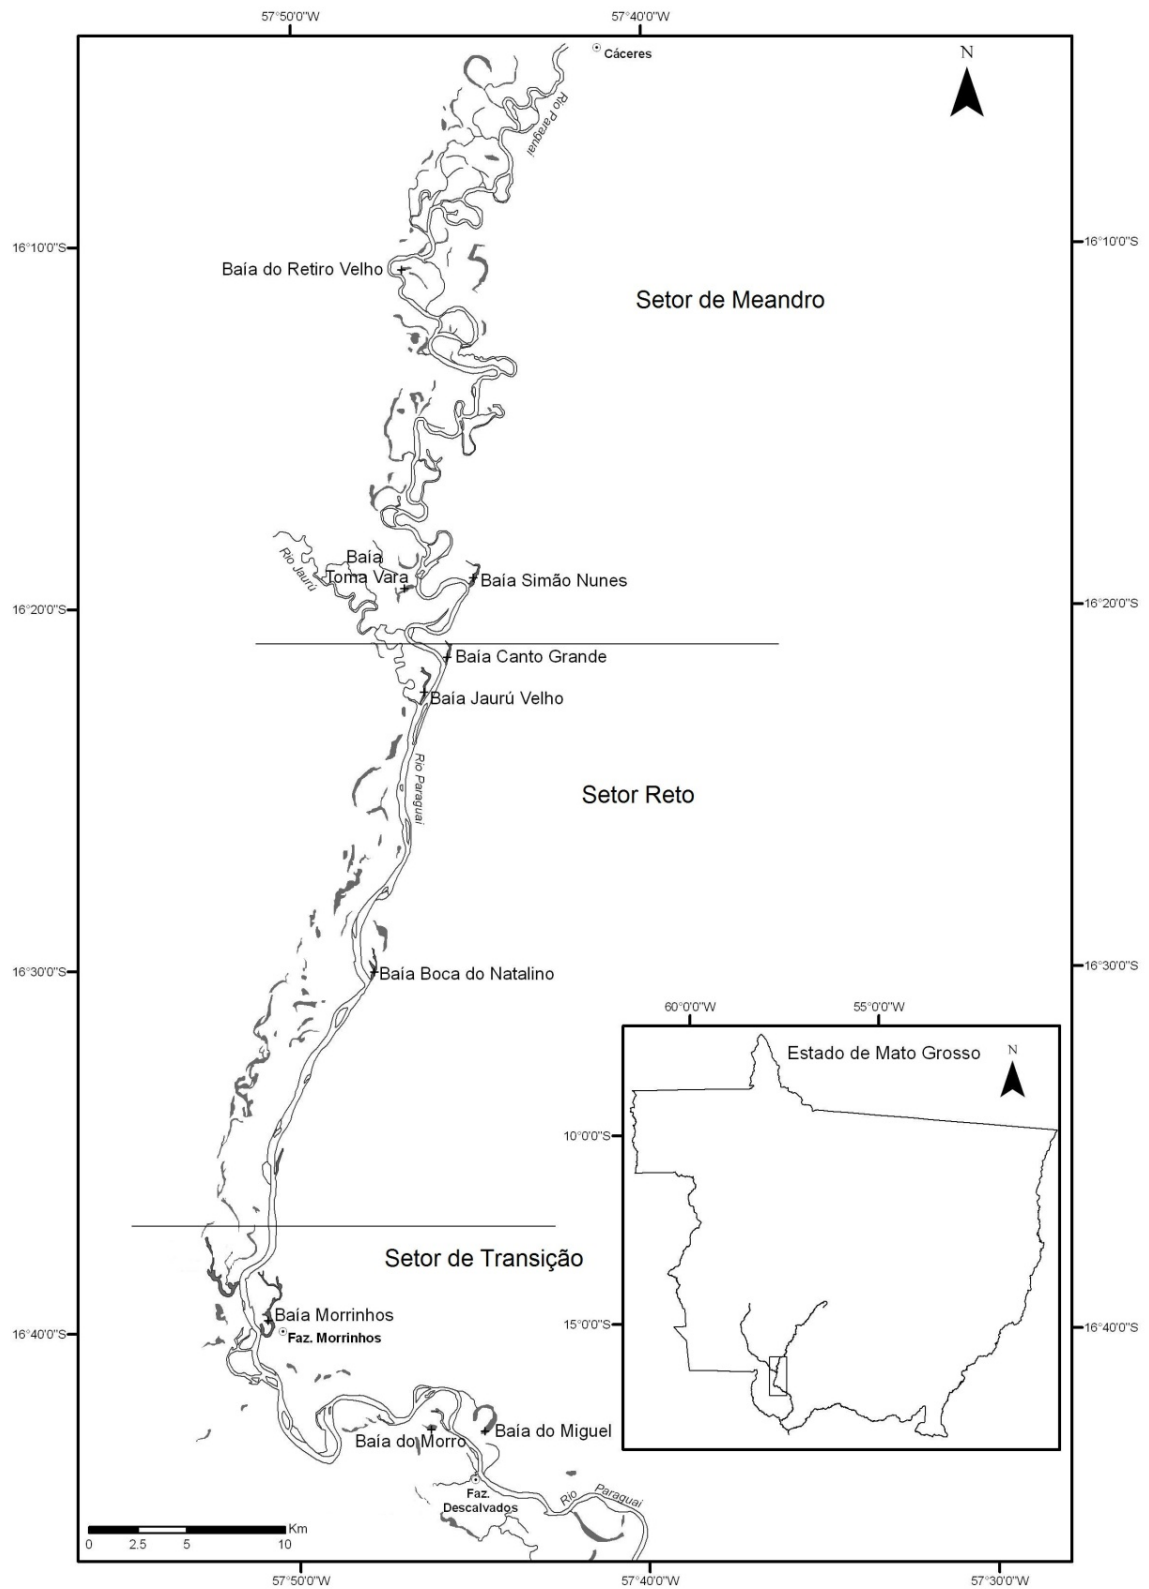 57°50'0"W
57°40'0"W
N
Cáceres
Rio Paraguai
16°10'0"S
16°10'0"S
Baía do Retiro Velho
Setor de Meandro
Rio Jaurú
Baía
Toma Vara
Baía Simão Nunes
16°20'0"S
16°20'0"S
Baía Canto Grande
Baía Jaurú Velho
Rio Paraguai
Setor Reto
16°30'0"S
16°30'0"S
Baía Boca do Natalino
60°0'0"W
55°0'0"W
Estado de Mato Grosso
N
10°0'0"S
15°0'0"S
Setor de Transição
Baía Morrinhos
Faz. Morrinhos
16°40'0"S
16°40'0"S
Baía do Miguel
Baía do Morro
Faz.
Descalvados
Rio Paraguai
Km
0 2.5 5 10
57°50'0"W
57°40'0"W
57°30'0"W